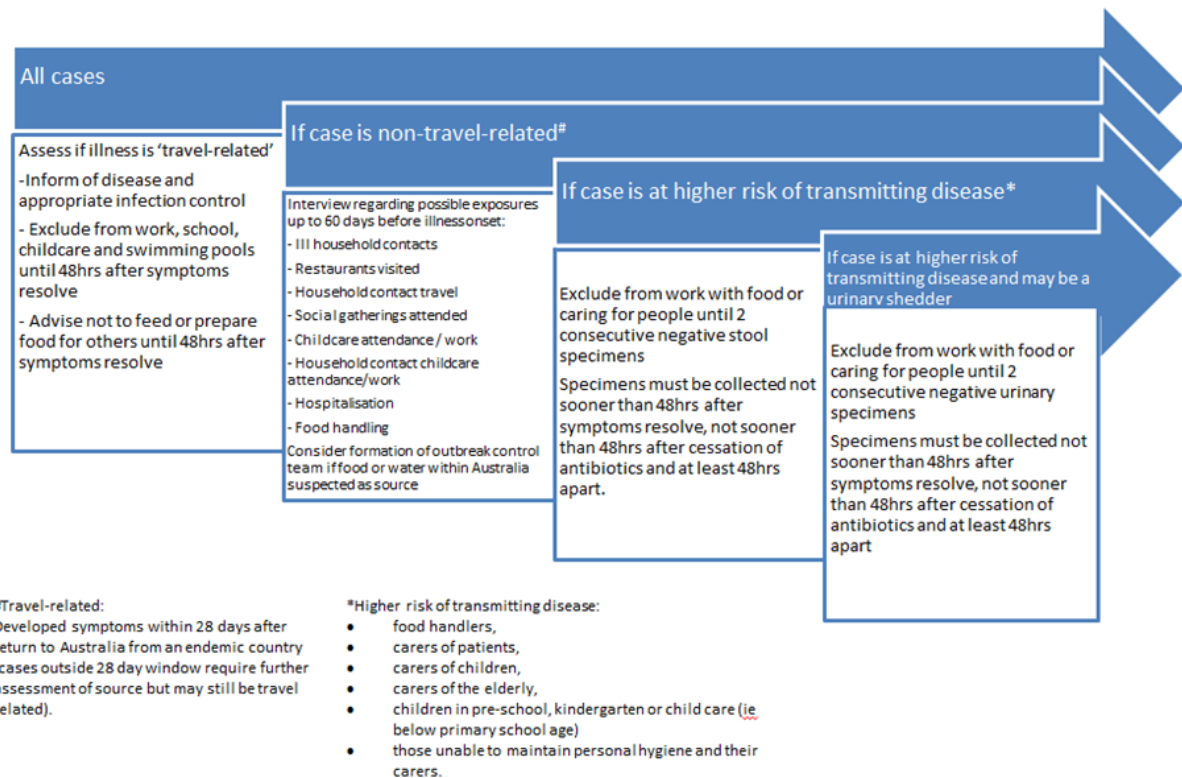 All cases
Assess if illness is ‘travel-related’
-Inform of disease and
appropriate infection control
- Exclude from work, school,
childcare and swimming pools
until 48hrs after symptoms
resolve
- Advise not to feed or prepare
food for others until 48hrs after
symptoms resolve
If case is non-travel-related#
Interview regarding possible exposures
up to 60 days before illnessonset:
- Ill household contacts
- Restaurants visited
- Household contact travel
- Social gatherings attended
- Childcare attendance / work
- Household contact childcare
attendance/work
- Hospitalisation
- Food handling
Consider formation of outbreak control
team if food or water within Australia
suspected as source
If case is at higher risk of transmitting disease*
Exclude from work with food or
caring for people until 2
consecutive negative stool
specimens
Specimens must be collected not
sooner than 48hrs after
symptoms resolve, not sooner
than 48hrs after cessation of
antibiotics and at least 48hrs
apart.
If case is at higher risk of
transmitting disease and may be a
urinary shedder
Exclude from work with food or
caring for people until 2
consecutive negative urinary
specimens
Specimens must be collected not
sooner than 48hrs after
symptoms resolve, not sooner
than 48hrs after cessation of
antibiotics and at least 48hrs
apart
#Travel-related:
Developed symptoms within 28 days after
return to Australia from an endemic country
(cases outside 28 day window require further
assessment of source but may still be travel
related).
*Higher risk of transmitting disease:
• food handlers,
• carers of patients,
• carers of children,
• carers of the elderly,
• children in pre-school, kindergarten or child care (ie
below primary school age)
• those unable to maintain personal hygiene and their
carers.